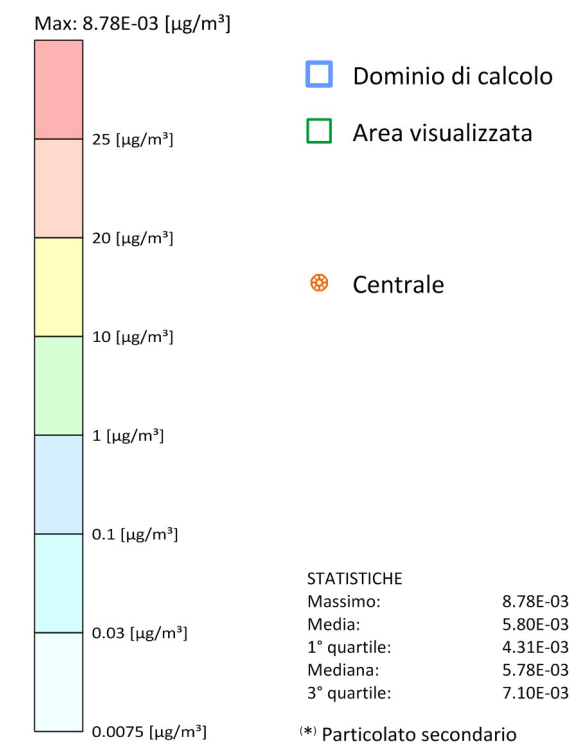 Max: 8.78E-03 [µg/m³]
25 [µg/m³]
20 [µg/m³]
10 [µg/m³]
1 [µg/m³]
0.1 [µg/m³]
0.03 [µg/m³]
0.0075 [µg/m³]
Dominio di calcolo
Area visualizzata
Centrale
STATISTICHE
Massimo: 8.78E-03
Media: 5.80E-03
1° quartile: 4.31E-03
Mediana: 5.78E-03
3° quartile: 7.10E-03
(*) Particolato secondario